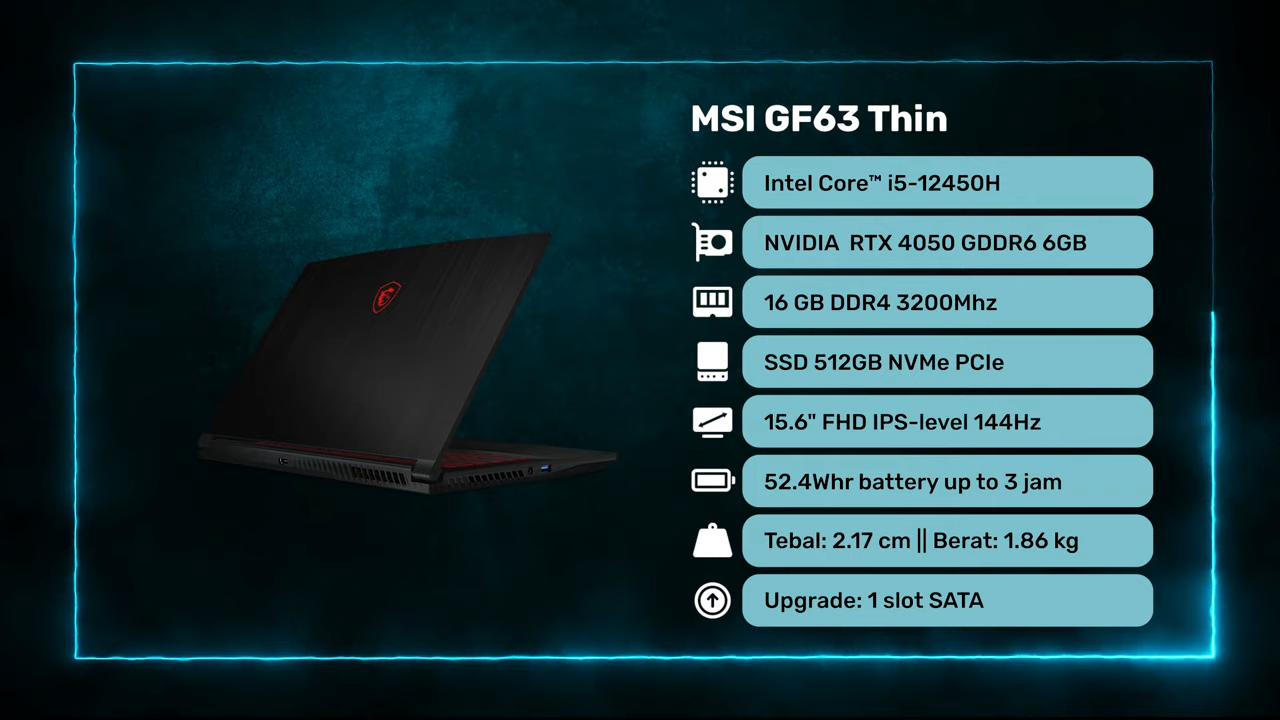 MSI GF63 Thin
Intel Core™ i5-12450H
NVIDIA  RTX 4050 GDDR6 6GB
16 GB DDR4 3200Mhz
SSD 512GB NVMe PCIe
15.6" FHD IPS-level 144Hz
52.4Whr battery up to 3 jam
Tebal: 2.17 cm || Berat: 1.86 kg
Upgrade: 1 slot SATA